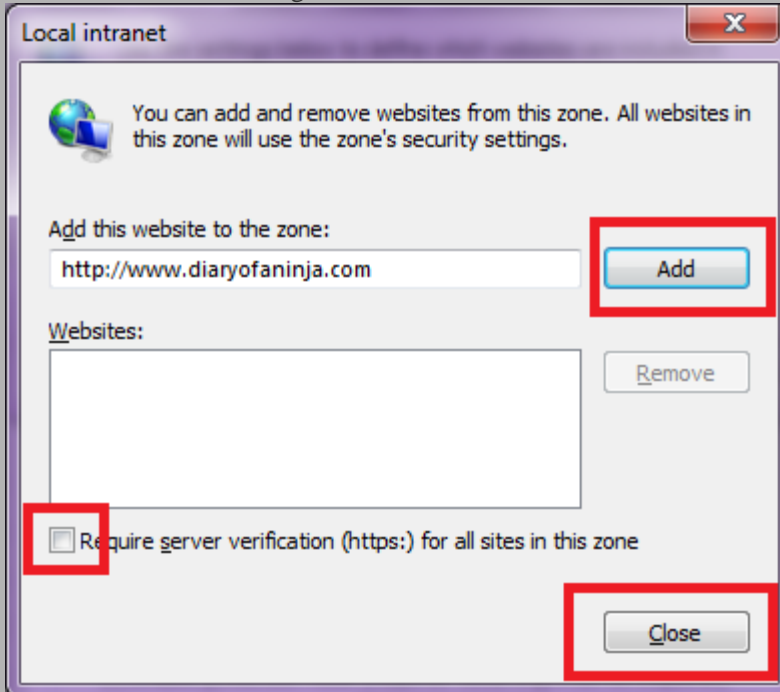 Local intranet
You can add and remove websites from this zone. All websites in
this zone will use the zone's security settings.
Add this website to the zone:
http://www.diaryofaninja.com
Add
Websites:
Remove
Require server verification (https:) for all sites in this zone
Close